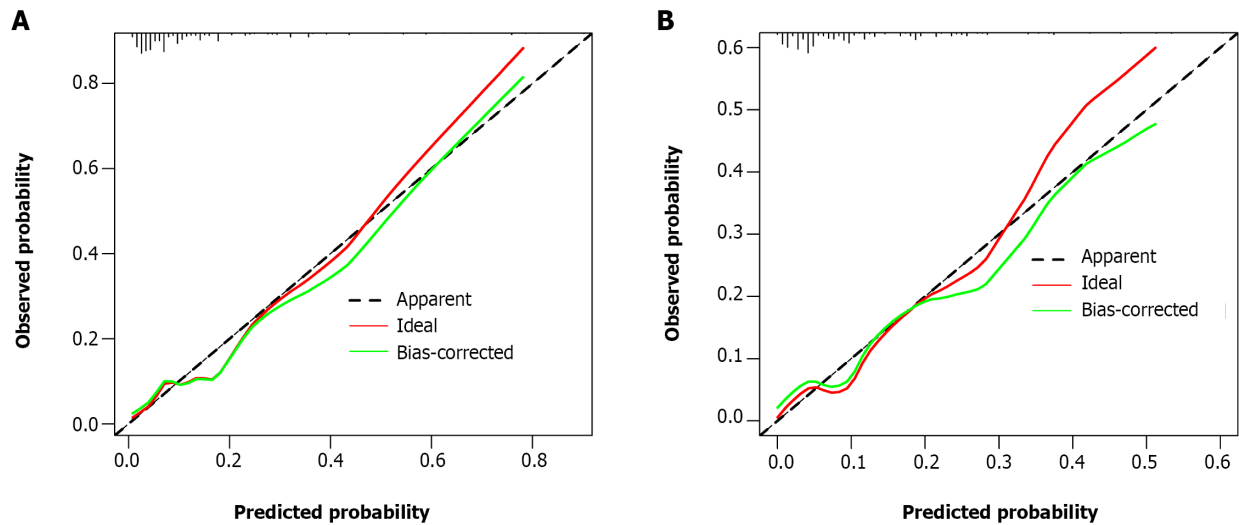 A
Observed probability
0.8
0.6
0.4
0.2
0.0
Apparent
Ideal
Bias-corrected
0.0 0.2 0.4 0.6 0.8
Predicted probability
B
Observed probability
0.6
0.5
0.4
0.3
0.2
0.1
0.0
Apparent
Ideal
Bias-corrected
0.0 0.1 0.2 0.3 0.4 0.5 0.6
Predicted probability